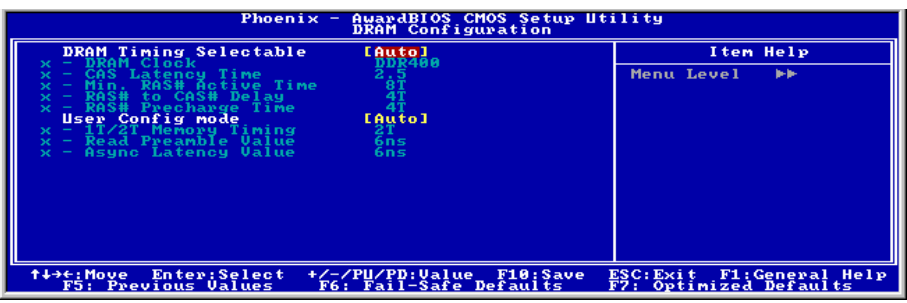 Phoenix - AwardBIOS CMOS Setup Utility
DRAM Configuration
DRAM Timing Selectable [Auto]
x - DRAM Clock DDR400
x - CAS Latency Time 2.5
x - Min. RAS# Active Time 8T
x - RAS# to CAS# Delay 4T
x - RAS# Precharge Time 4T
User Config mode [Auto]
x - 1T/2T Memory Timing 2T
x - Read Preamble Value 6ns
x - Async Latency Value 6ns
Item Help
Menu Level ▶▶
↑↓→←:Move Enter:Select +/-/PU/PD:Value F10:Save ESC:Exit F1:General Help
F5: Previous Values F6: Fail-Safe Defaults F7: Optimized Defaults